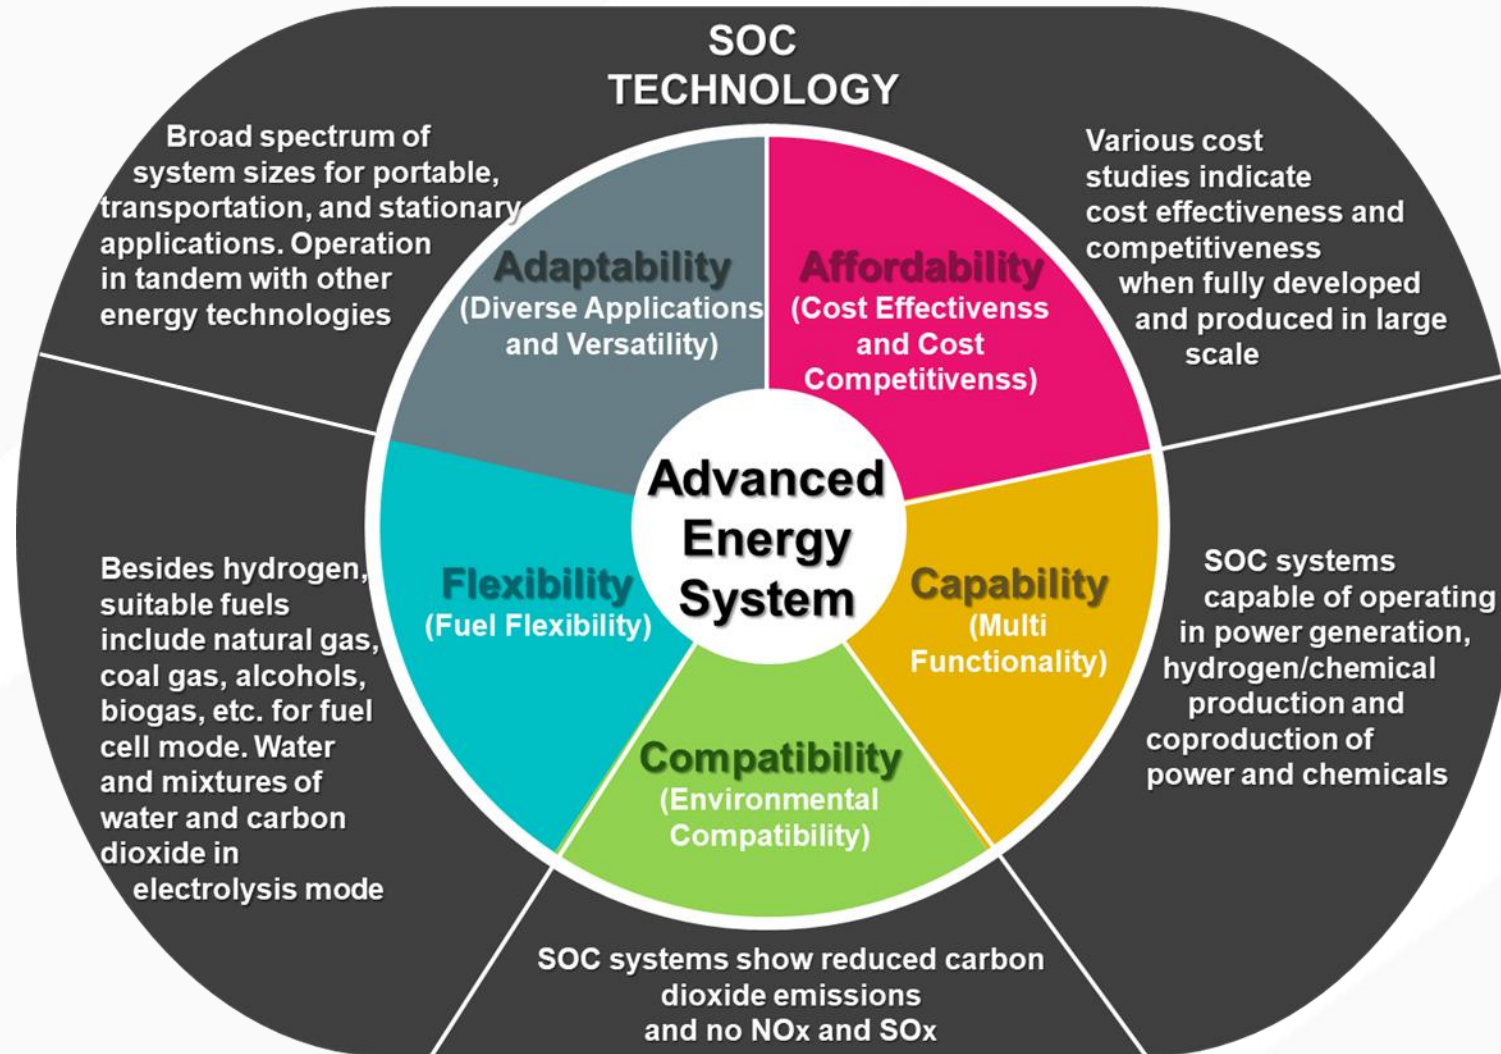 SOC
TECHNOLOGY
Broad spectrum of
system sizes for portable,
transportation, and stationary
applications. Operation
in tandem with other
energy technologies
Various cost
studies indicate
cost effectiveness and
competitiveness
when fully developed
and produced in large
scale
Adaptability
(Diverse Applications
and Versatility)
Affordability
(Cost Effectivenss
and Cost
Competitivenss)
Advanced
Energy
System
Flexibility
(Fuel Flexibility)
Capability
(Multi
Functionality)
Compatibility
(Environmental
Compatibility)
Besides hydrogen,
suitable fuels
include natural gas,
coal gas, alcohols,
biogas, etc. for fuel
cell mode. Water
and mixtures of
water and carbon
dioxide in
electrolysis mode
SOC systems
capable of operating
in power generation,
hydrogen/chemical
production and
coproduction of
power and chemicals
SOC systems show reduced carbon
dioxide emissions
and no NOx and SOx